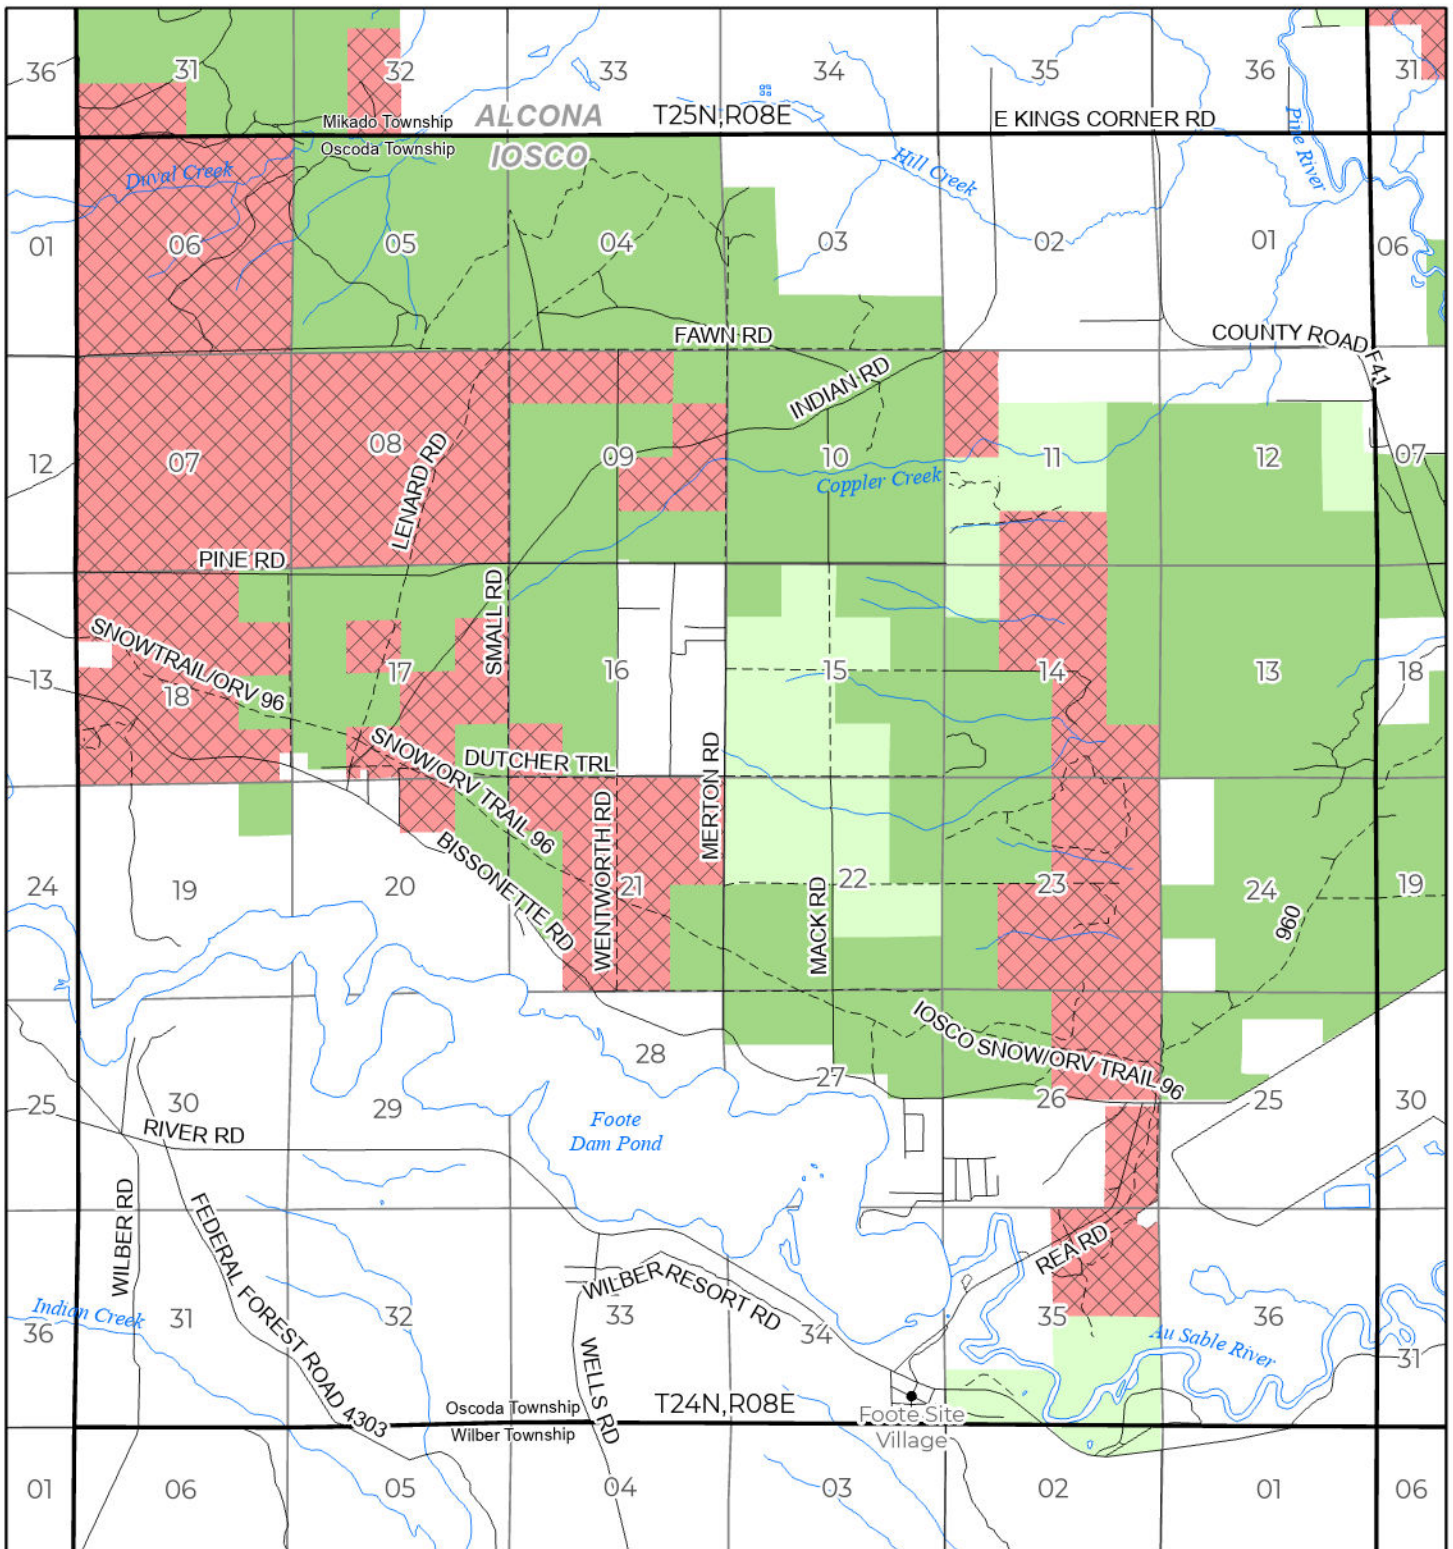 36 31 32 33 34 35 36 31
ALCONA
T25N,R08E
Mikado Township
E KINGS CORNER RD
Oscoda Township
IOSCO
Duval Creek
Hill Creek
Pine River
01 06 05 04 03 02 01 06
FAWN RD
COUNTY ROAD F41
INDIAN RD
12 07 08 09 10 11 12 07
LENARD RD
Coppler Creek
PINE RD
SMALL RD
SNOWTRAIL/ORV 96
13 18 17 16 15 14 13 18
SNOW/ORV TRAIL 96
DUTCHER TRL
MERTON RD
WENTWORTH RD
BISSONETTE RD
24 19 20 21 22 23 24 19
MACK RD
960
IOSCO SNOW/ORV TRAIL 96
25 30 29 28 27 26 25 30
RIVER RD
Foote
Dam Pond
WILBER RD
FEDERAL FOREST ROAD 4303
REA RD
WILBER RESORT RD
Indian Creek
36 31 32 33 34 35 36 31
Au Sable River
WELLS RD
Oscoda Township
T24N,R08E
Wilber Township
Foote Site
Village
01 06 05 04 03 02 01 06